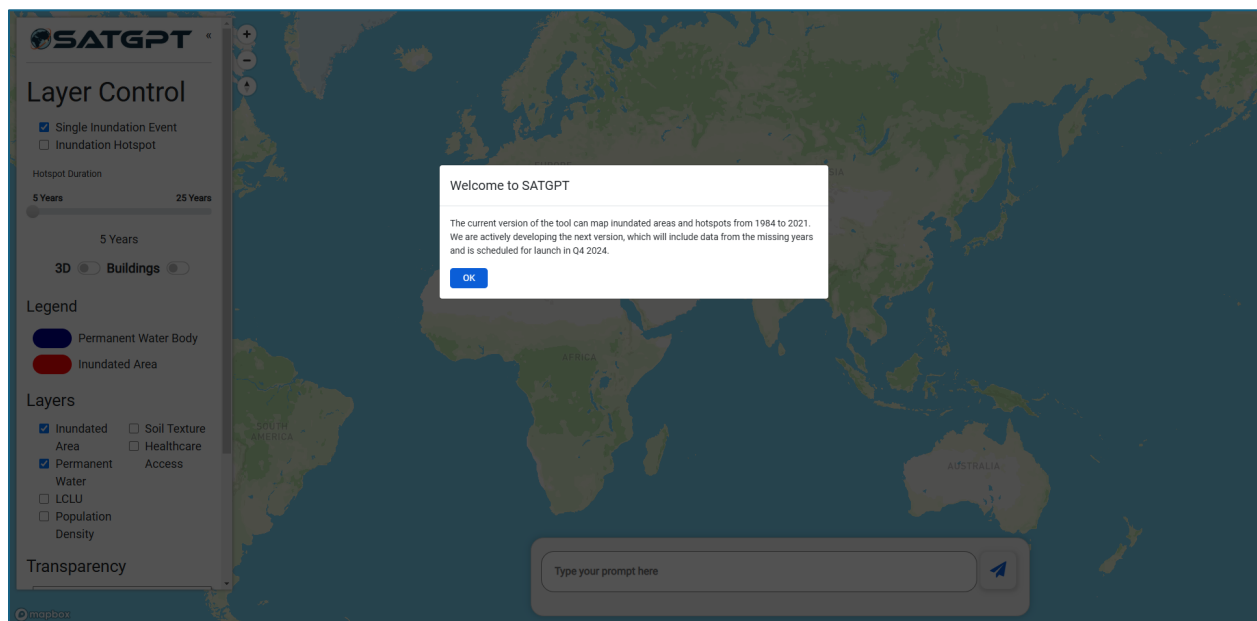 SATGPT
«
Layer Control
Single Inundation Event
Inundation Hotspot
Hotspot Duration
5 Years 25 Years
5 Years
3D Buildings
Legend
Permanent Water Body
Inundated Area
Layers
Inundated Area
Permanent Water
LCLU
Population Density
Soil Texture
Healthcare Access
Transparency
+
−
Welcome to SATGPT
The current version of the tool can map inundated areas and hotspots from 1984 to 2021.
We are actively developing the next version, which will include data from the missing years
and is scheduled for launch in Q4 2024.
OK
AFRICA
SOUTH
AMERICA
AUSTRALIA
Type your prompt here
mapbox